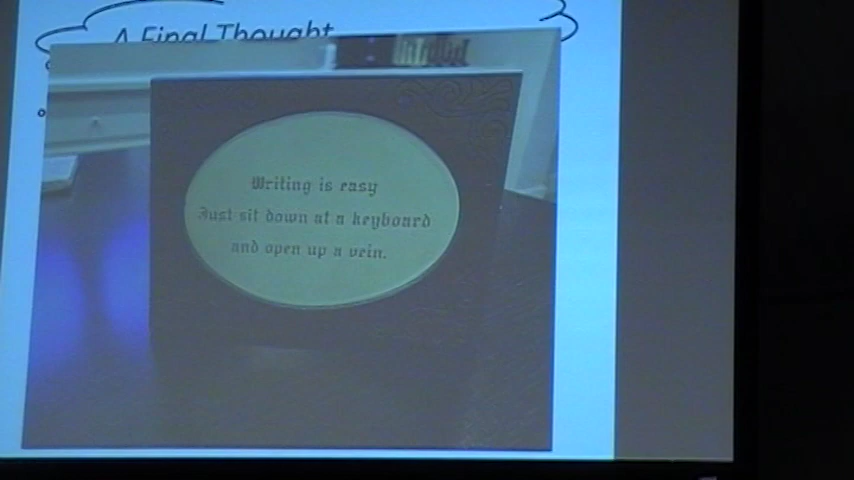 A Final Thought
Writing is easy
Just sit down at a keyboard
and open up a vein.